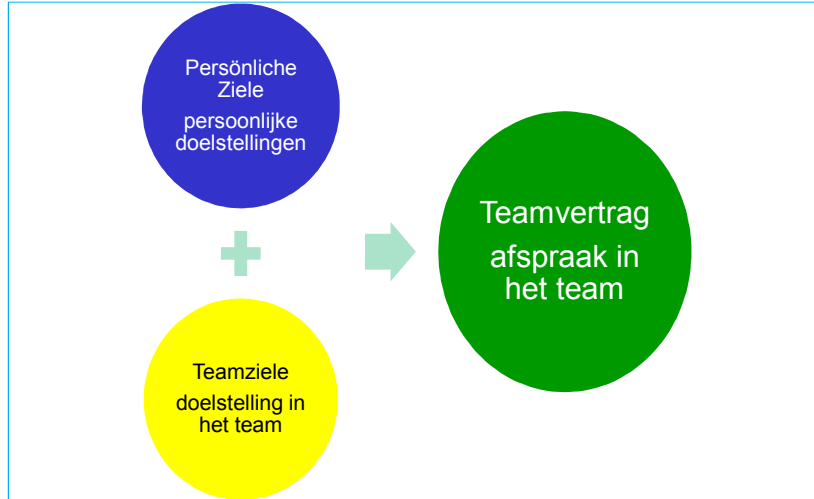 Persönliche
Ziele
persoonlijke
doelstellingen
Teamziele
doelstelling in
het team
Teamvertrag
afspraak in
het team